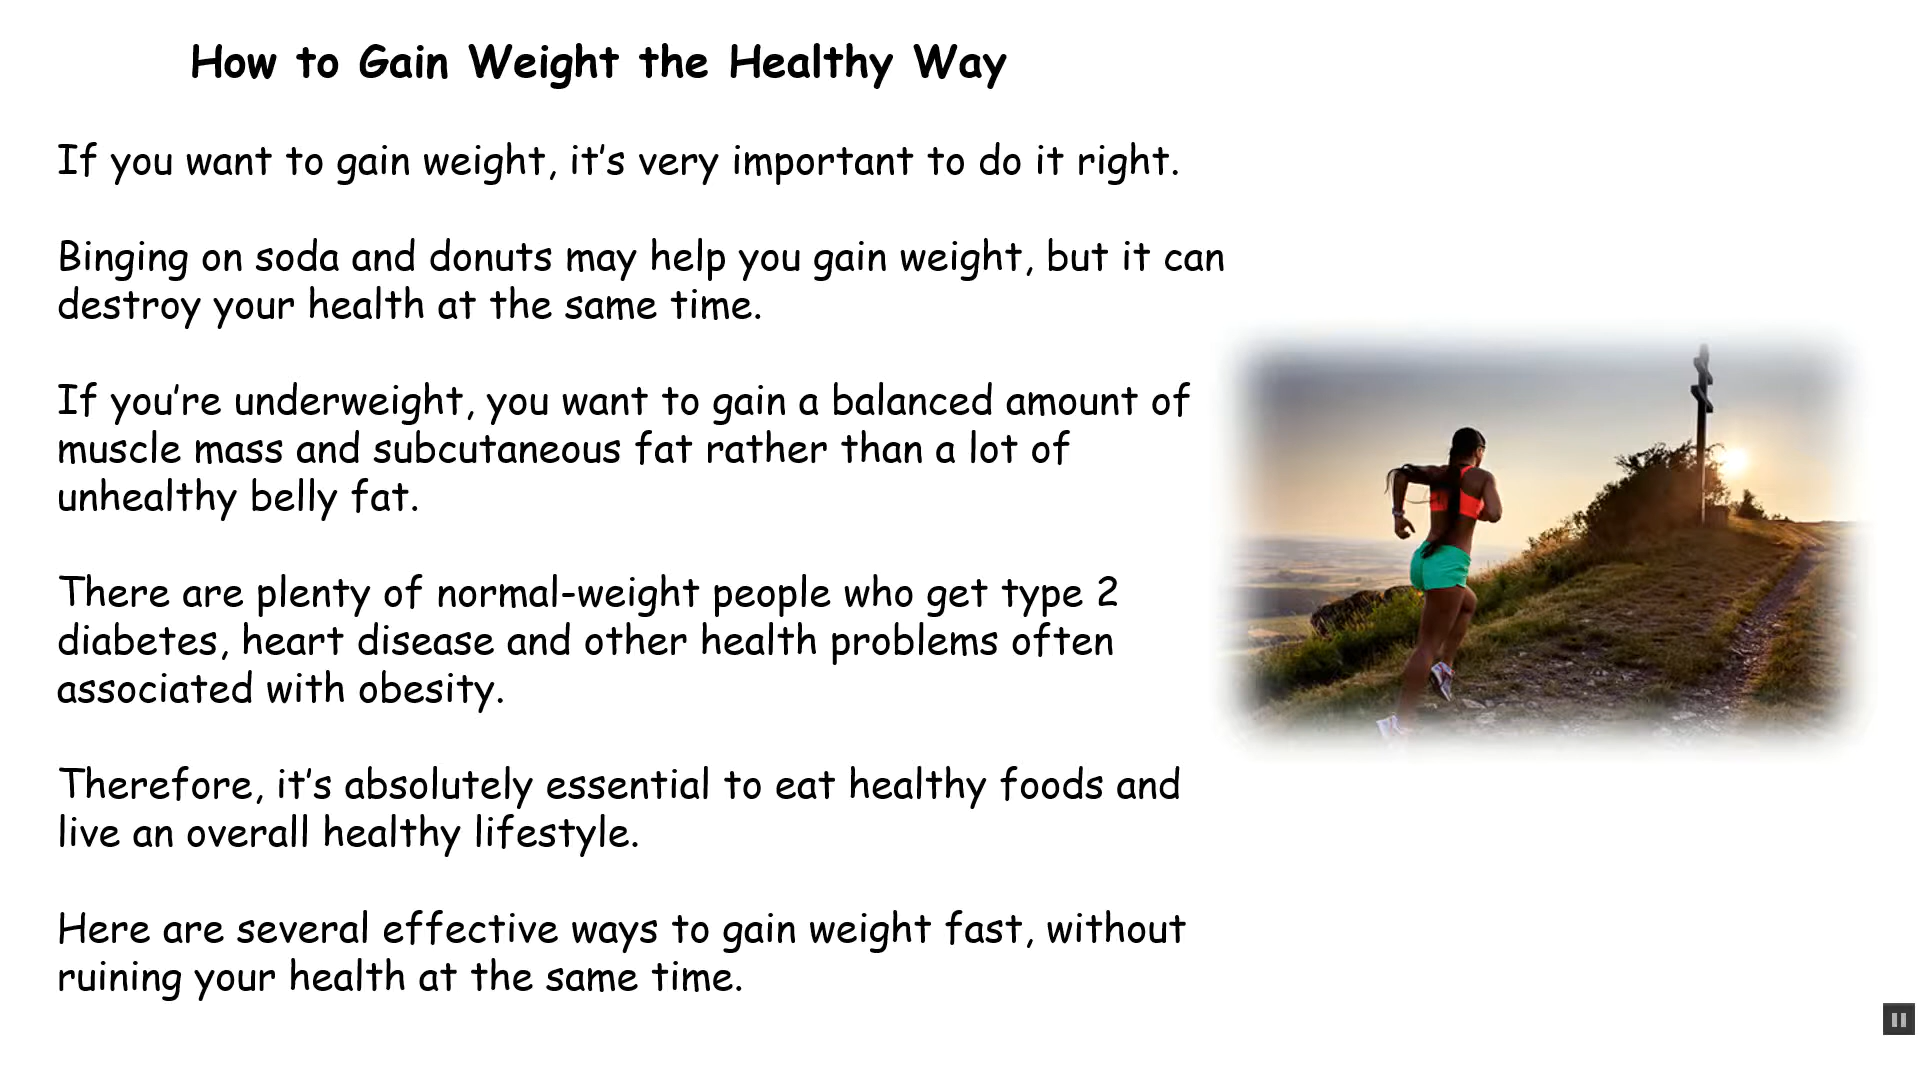 How to Gain Weight the Healthy Way
If you want to gain weight, it’s very important to do it right.
Binging on soda and donuts may help you gain weight, but it can
destroy your health at the same time.
If you’re underweight, you want to gain a balanced amount of
muscle mass and subcutaneous fat rather than a lot of
unhealthy belly fat.
There are plenty of normal-weight people who get type 2
diabetes, heart disease and other health problems often
associated with obesity.
Therefore, it’s absolutely essential to eat healthy foods and
live an overall healthy lifestyle.
Here are several effective ways to gain weight fast, without
ruining your health at the same time.